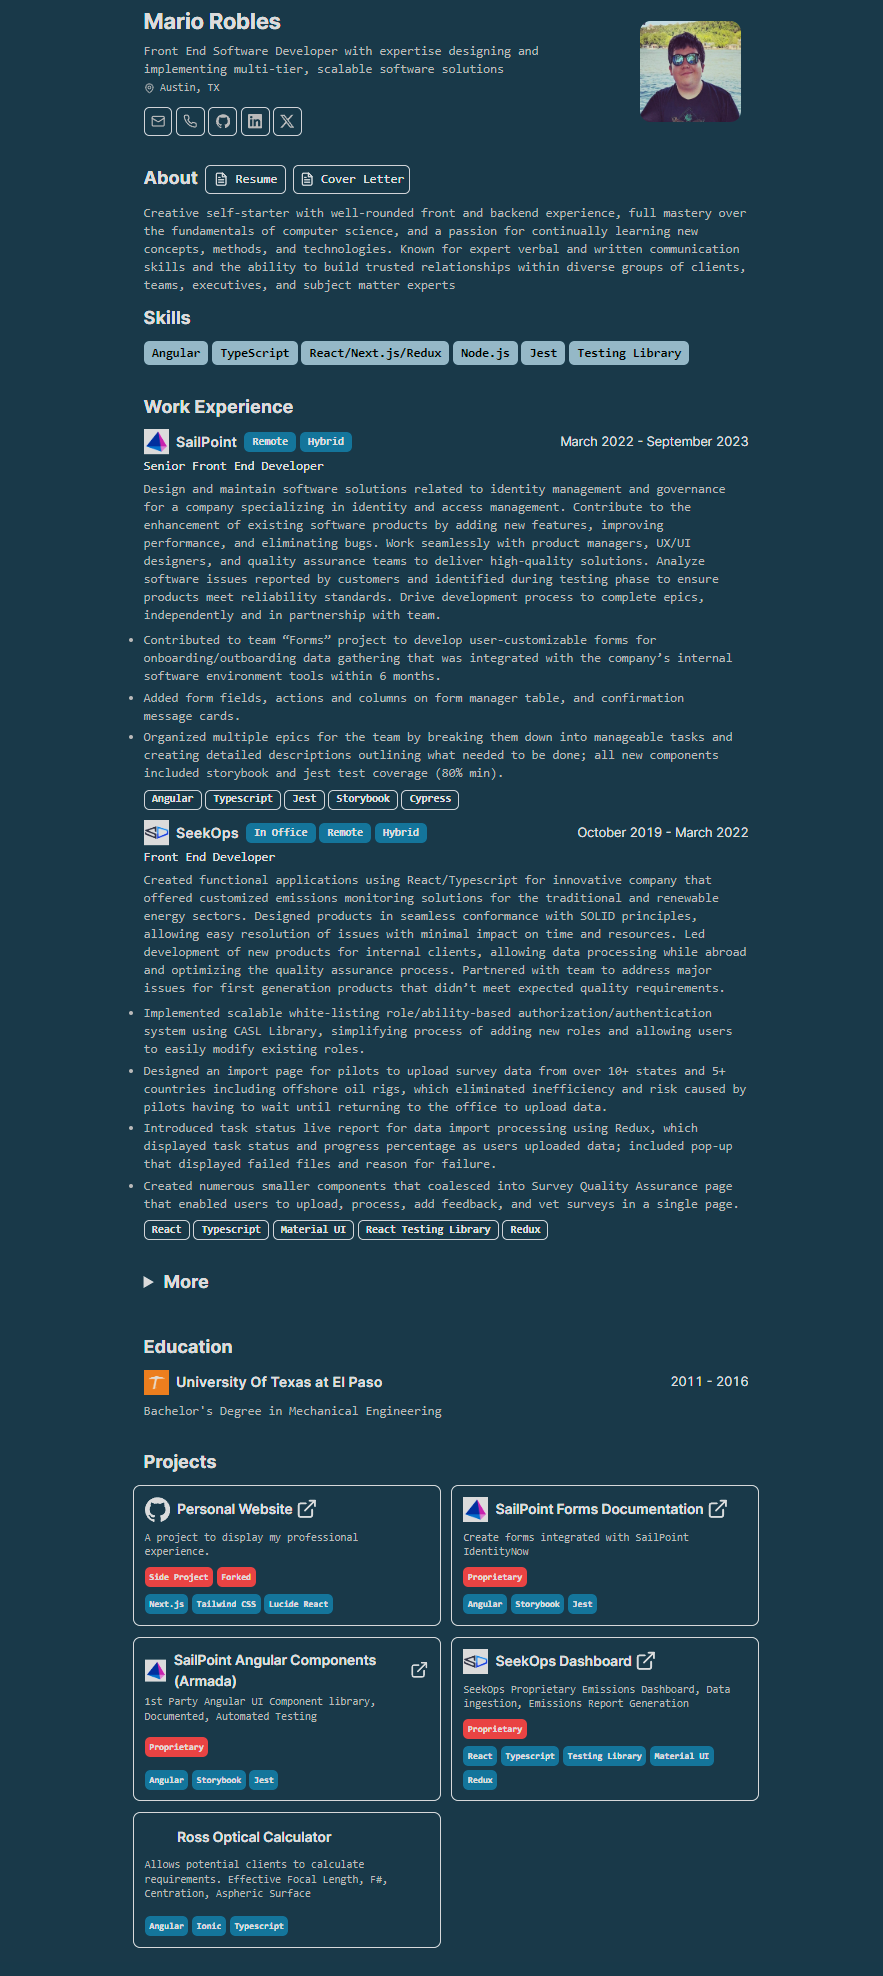 Mario Robles
Front End Software Developer with expertise designing and
implementing multi-tier, scalable software solutions
Austin, TX
About Resume Cover Letter
Creative self-starter with well-rounded front and backend experience, full mastery over
the fundamentals of computer science, and a passion for continually learning new
concepts, methods, and technologies. Known for expert verbal and written communication
skills and the ability to build trusted relationships within diverse groups of clients,
teams, executives, and subject matter experts
Skills
Angular TypeScript React/Next.js/Redux Node.js Jest Testing Library
Work Experience
SailPoint Remote Hybrid March 2022 - September 2023
Senior Front End Developer
Design and maintain software solutions related to identity management and governance
for a company specializing in identity and access management. Contribute to the
enhancement of existing software products by adding new features, improving
performance, and eliminating bugs. Work seamlessly with product managers, UX/UI
designers, and quality assurance teams to deliver high-quality solutions. Analyze
software issues reported by customers and identified during testing phase to ensure
products meet reliability standards. Drive development process to complete epics,
independently and in partnership with team.
• Contributed to team “Forms” project to develop user-customizable forms for
onboarding/outboarding data gathering that was integrated with the company’s internal
software environment tools within 6 months.
• Added form fields, actions and columns on form manager table, and confirmation
message cards.
• Organized multiple epics for the team by breaking them down into manageable tasks and
creating detailed descriptions outlining what needed to be done; all new components
included storybook and jest test coverage (80% min).
Angular Typescript Jest Storybook Cypress
SeekOps In Office Remote Hybrid October 2019 - March 2022
Front End Developer
Created functional applications using React/Typescript for innovative company that
offered customized emissions monitoring solutions for the traditional and renewable
energy sectors. Designed products in seamless conformance with SOLID principles,
allowing easy resolution of issues with minimal impact on time and resources. Led
development of new products for internal clients, allowing data processing while abroad
and optimizing the quality assurance process. Partnered with team to address major
issues for first generation products that didn’t meet expected quality requirements.
• Implemented scalable white-listing role/ability-based authorization/authentication
system using CASL Library, simplifying process of adding new roles and allowing users
to easily modify existing roles.
• Designed an import page for pilots to upload survey data from over 10+ states and 5+
countries including offshore oil rigs, which eliminated inefficiency and risk caused by
pilots having to wait until returning to the office to upload data.
• Introduced task status live report for data import processing using Redux, which
displayed task status and progress percentage as users uploaded data; included pop-up
that displayed failed files and reason for failure.
• Created numerous smaller components that coalesced into Survey Quality Assurance page
that enabled users to upload, process, add feedback, and vet surveys in a single page.
React Typescript Material UI React Testing Library Redux
More
Education
University Of Texas at El Paso 2011 - 2016
Bachelor's Degree in Mechanical Engineering
Projects
Personal Website
A project to display my professional
experience.
Side Project Forked
Next.js Tailwind CSS Lucide React
SailPoint Forms Documentation
Create forms integrated with SailPoint
IdentityNow
Proprietary
Angular Storybook Jest
SailPoint Angular Components
(Armada)
1st Party Angular UI Component library,
Documented, Automated Testing
Proprietary
Angular Storybook Jest
SeekOps Dashboard
SeekOps Proprietary Emissions Dashboard, Data
ingestion, Emissions Report Generation
Proprietary
React Typescript Testing Library Material UI
Redux
Ross Optical Calculator
Allows potential clients to calculate
requirements. Effective Focal Length, F#,
Centration, Aspheric Surface
Angular Ionic Typescript